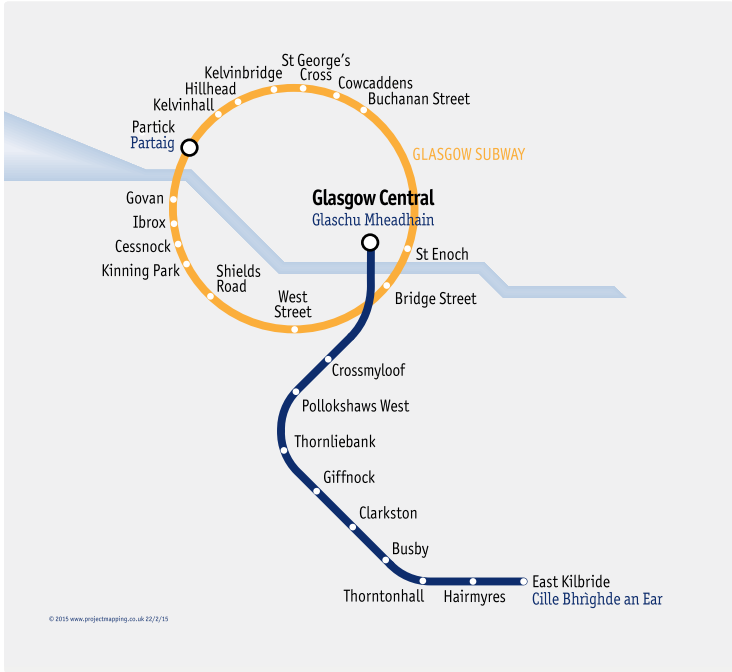 St George's
Cross
Kelvinbridge
Cowcaddens
Hillhead
Buchanan Street
Kelvinhall
Partick
Partaig
GLASGOW SUBWAY
Govan
Glasgow Central
Glaschu Mheadhain
Ibrox
Cessnock
St Enoch
Kinning Park
Shields
Road
West
Street
Bridge Street
Crossmyloof
Pollokshaws West
Thornliebank
Giffnock
Clarkston
Busby
Thorntonhall
Hairmyres
East Kilbride
Cille Bhrìghde an Ear
© 2015 www.projectmapping.co.uk 22/2/15